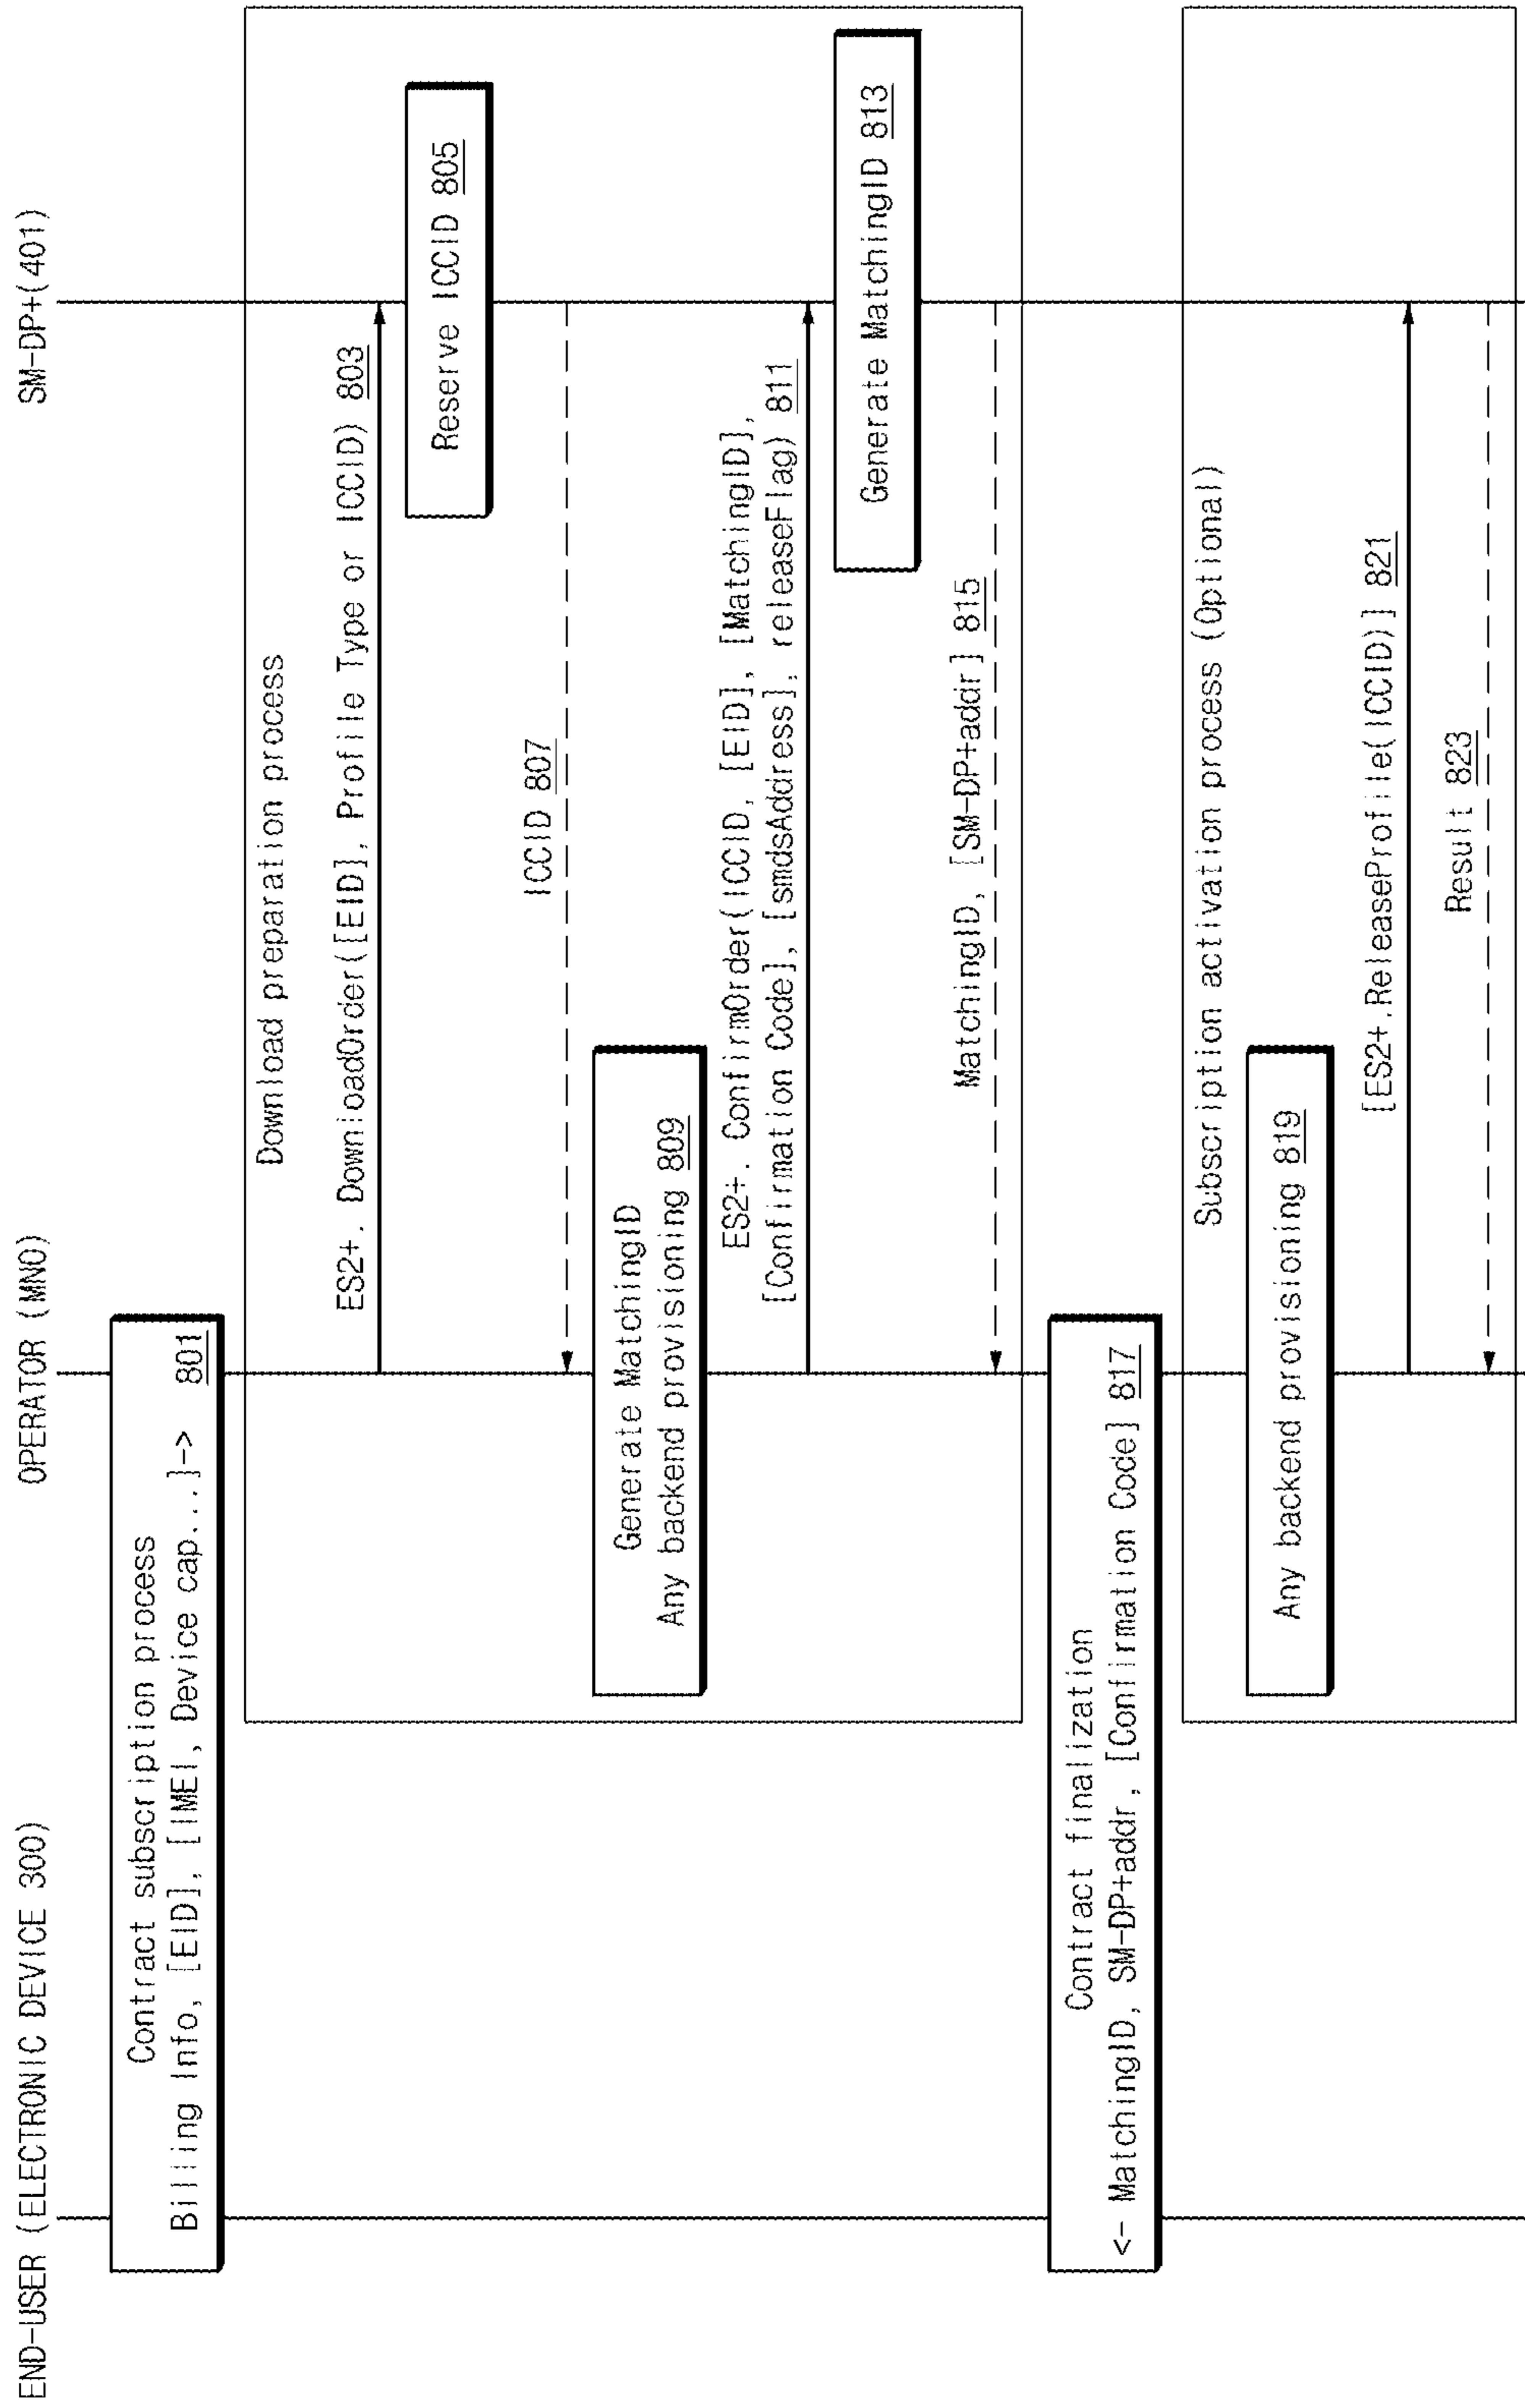 END-USER (ELECTRONIC DEVICE 300)
OPERATOR (MNO)
SM-DP+(401)
Contract subscription process
Billing Info, [EID], [IMEI, Device cap...]-> 801
Download preparation process
ES2+. DownloadOrder([EID], Profile Type or ICCID) 803
Reserve ICCID 805
ICCID 807
Generate MatchingID
Any backend provisioning 809
ES2+. ConfirmOrder(ICCID, [EID], [MatchingID],
[Confirmation Code], [smdsAddress], releaseFlag) 811
Generate MatchingID 813
MatchingID, [SM-DP+addr] 815
Contract finalization
<- MatchingID, SM-DP+addr, [Confirmation Code] 817
Subscription activation process (Optional)
Any backend provisioning 819
[ES2+.ReleaseProfile(ICCID)] 821
Result 823